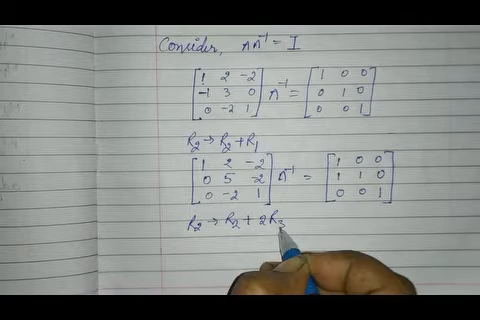 Consider, AA⁻¹ = I
[1 2 -2] [1 0 0]
[-1 3 0] A⁻¹ = [0 1 0]
[0 -2 1] [0 0 1]
R₂ → R₂ + R₁
[1 2 -2] [1 0 0]
[0 5 -2] A⁻¹ = [1 1 0]
[0 -2 1] [0 0 1]
R₂ → R₂ + 2R₃